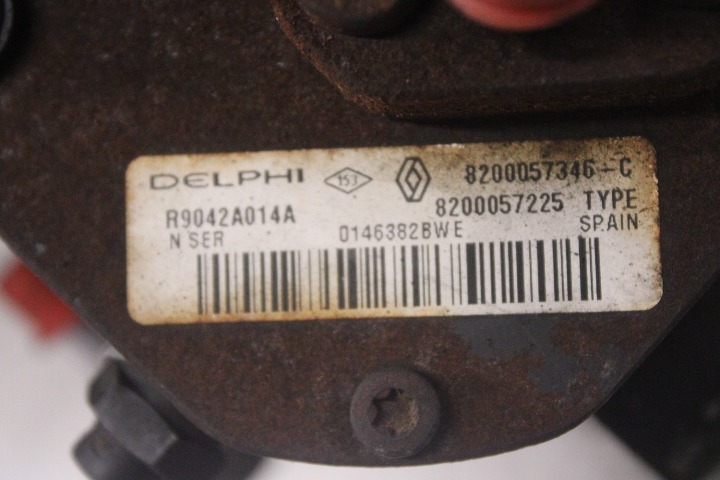 DELPHI 153 8200057346-C
R9042A014A 8200057225 TYPE
N SER 0146382BWE SPAIN